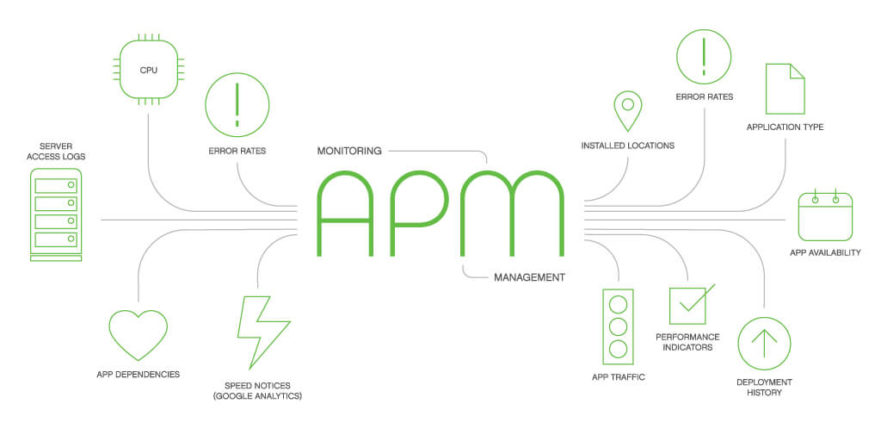 CPU
ERROR RATES
SERVER
ACCESS LOGS
APP DEPENDENCIES
SPEED NOTICES
(GOOGLE ANALYTICS)
MONITORING
APM
MANAGEMENT
ERROR RATES
INSTALLED LOCATIONS
APPLICATION TYPE
APP AVAILABILITY
APP TRAFFIC
PERFORMANCE
INDICATORS
DEPLOYMENT
HISTORY